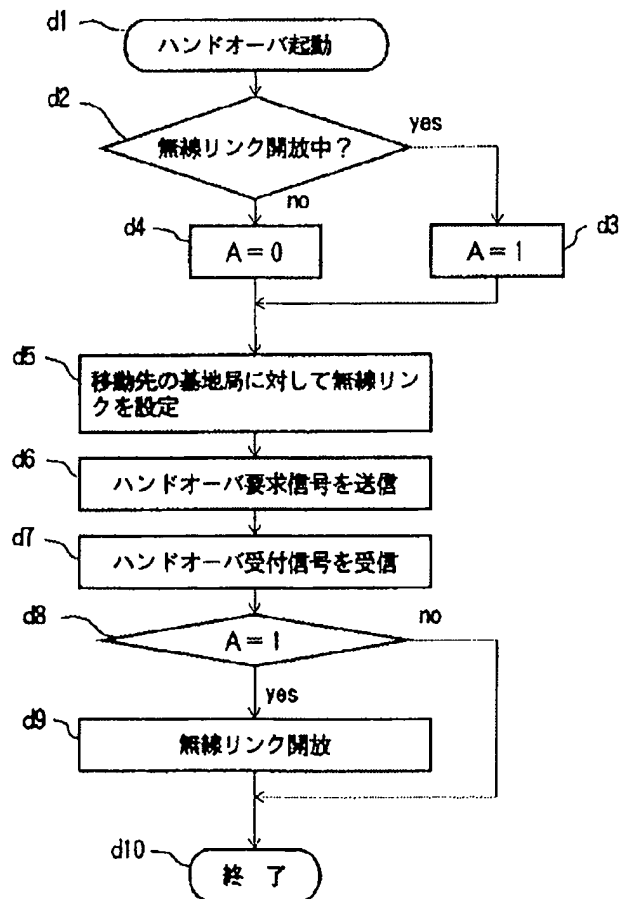 d1
ハンドオーバ起動
d2
無線リンク開放中？
yes
no
d4
A=0
d3
A=1
d5
移動先の基地局に対して無線リン
クを設定
d6
ハンドオーバ要求信号を送信
d7
ハンドオーバ受付信号を受信
d8
A=1
no
yes
d9
無線リンク開放
d10
終 了